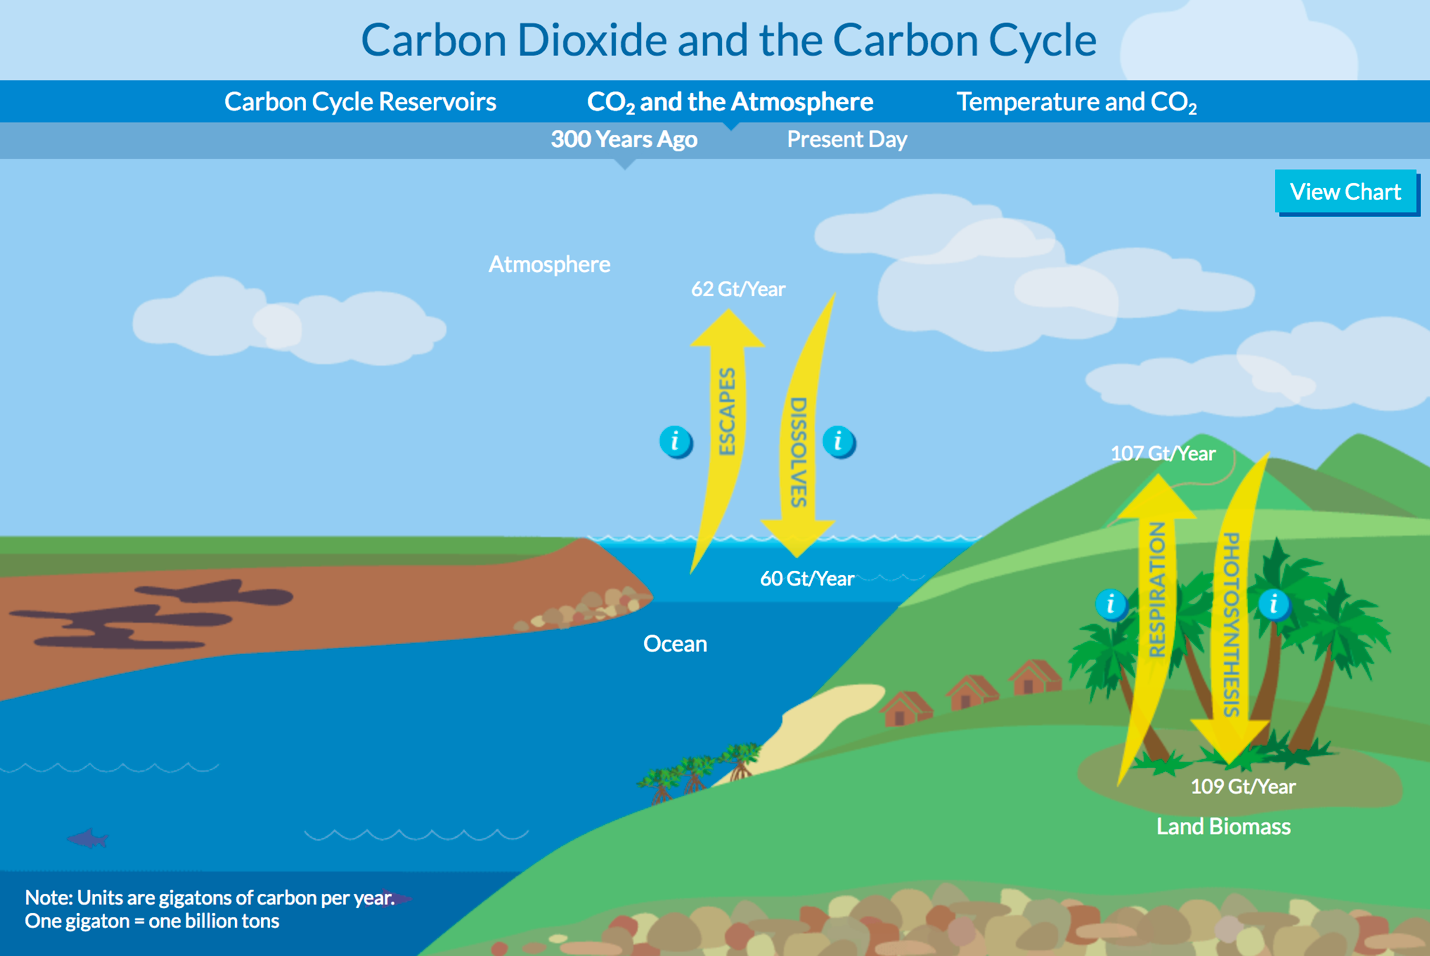 Carbon Dioxide and the Carbon Cycle
Carbon Cycle Reservoirs
CO₂ and the Atmosphere
Temperature and CO₂
300 Years Ago
Present Day
View Chart
Atmosphere
62 Gt/Year
ESCAPES
i
DISSOLVES
i
60 Gt/Year
Ocean
107 Gt/Year
RESPIRATION
i
PHOTOSYNTHESIS
i
109 Gt/Year
Land Biomass
Note: Units are gigatons of carbon per year.
One gigaton = one billion tons